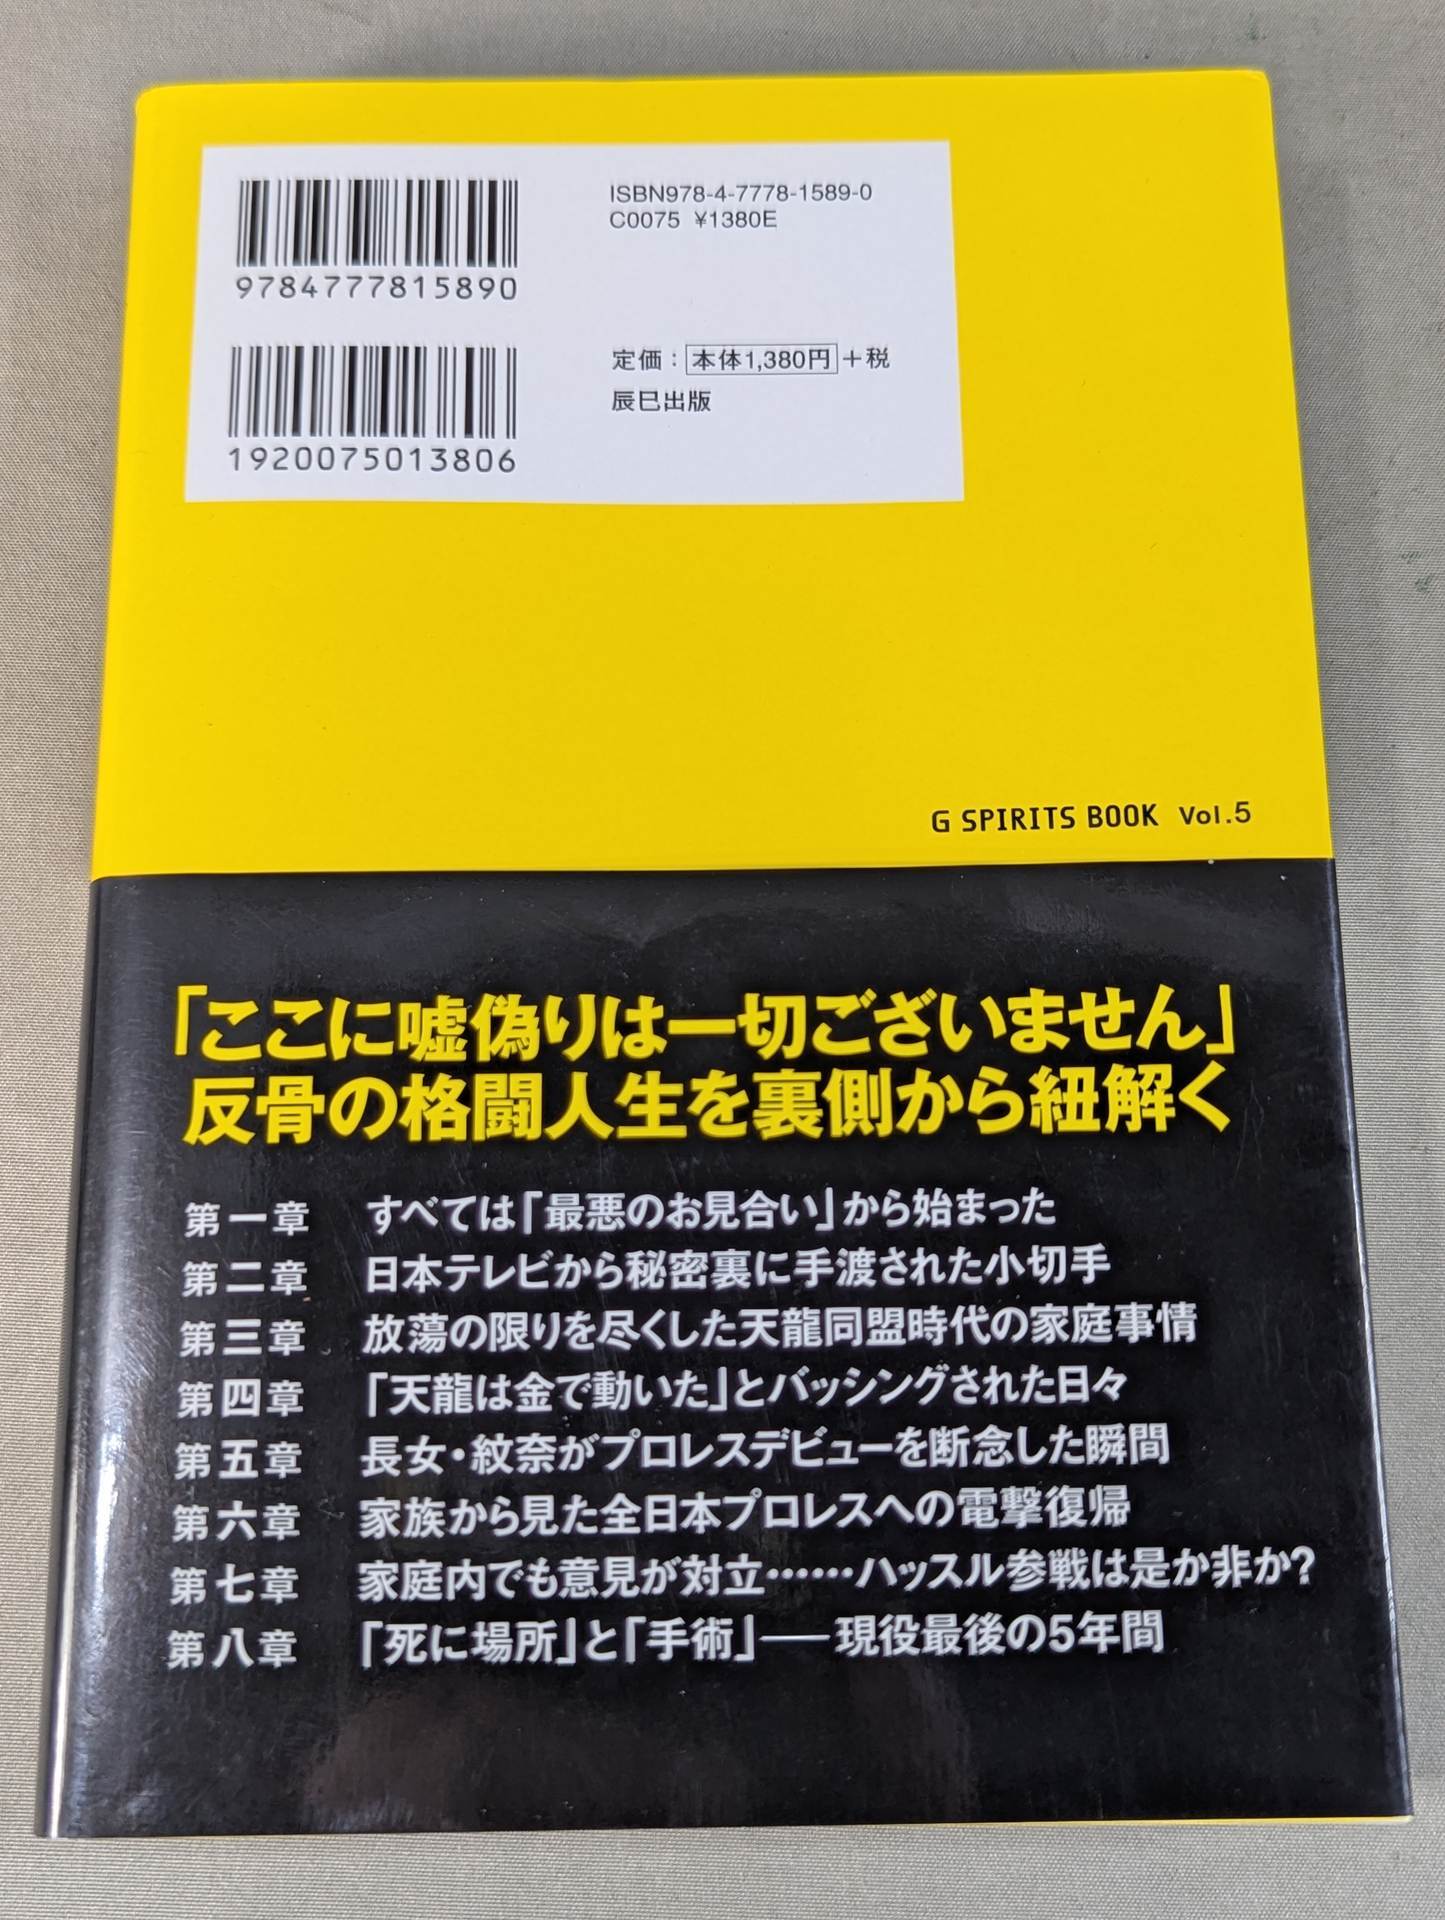 ISBN978-4-7778-1589-0
C0075 ¥1380E
9784777815890
定価：本体1,380円＋税
辰巳出版
1920075013806
G SPIRITS BOOK Vol.5
「ここに嘘偽りは一切ございません」
反骨の格闘人生を裏側から紐解く
第一章 すべては「最悪のお見合い」から始まった
第二章 日本テレビから秘密裏に手渡された小切手
第三章 放蕩の限りを尽くした天龍同盟時代の家庭事情
第四章 「天龍は金で動いた」とバッシングされた日々
第五章 長女・紋奈がプロレスデビューを断念した瞬間
第六章 家族から見た全日本プロレスへの電撃復帰
第七章 家庭内でも意見が対立……ハッスル参戦は是か非か?
第八章 「死に場所」と「手術」――現役最後の5年間